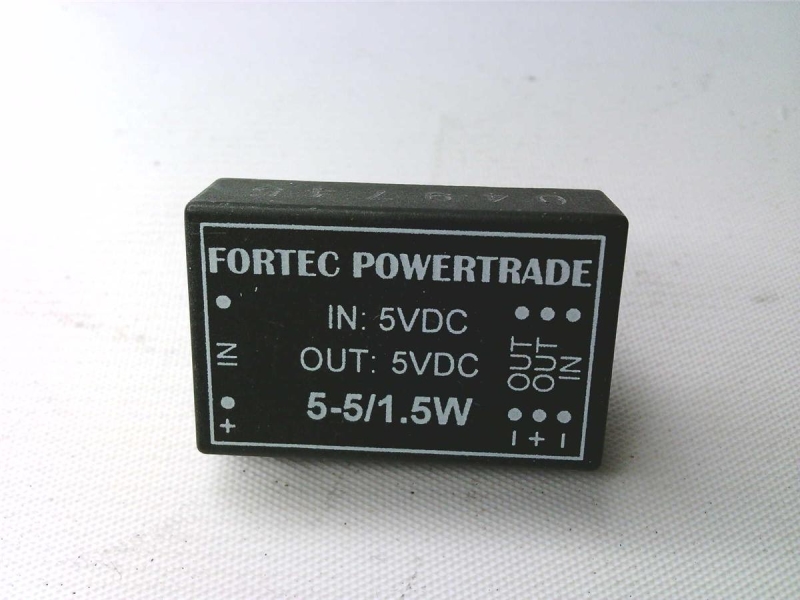 FORTEC POWERTRADE
IN: 5VDC
OUT: 5VDC
5-5/1.5W
IN
+
OUT
OUT
IN
– + –